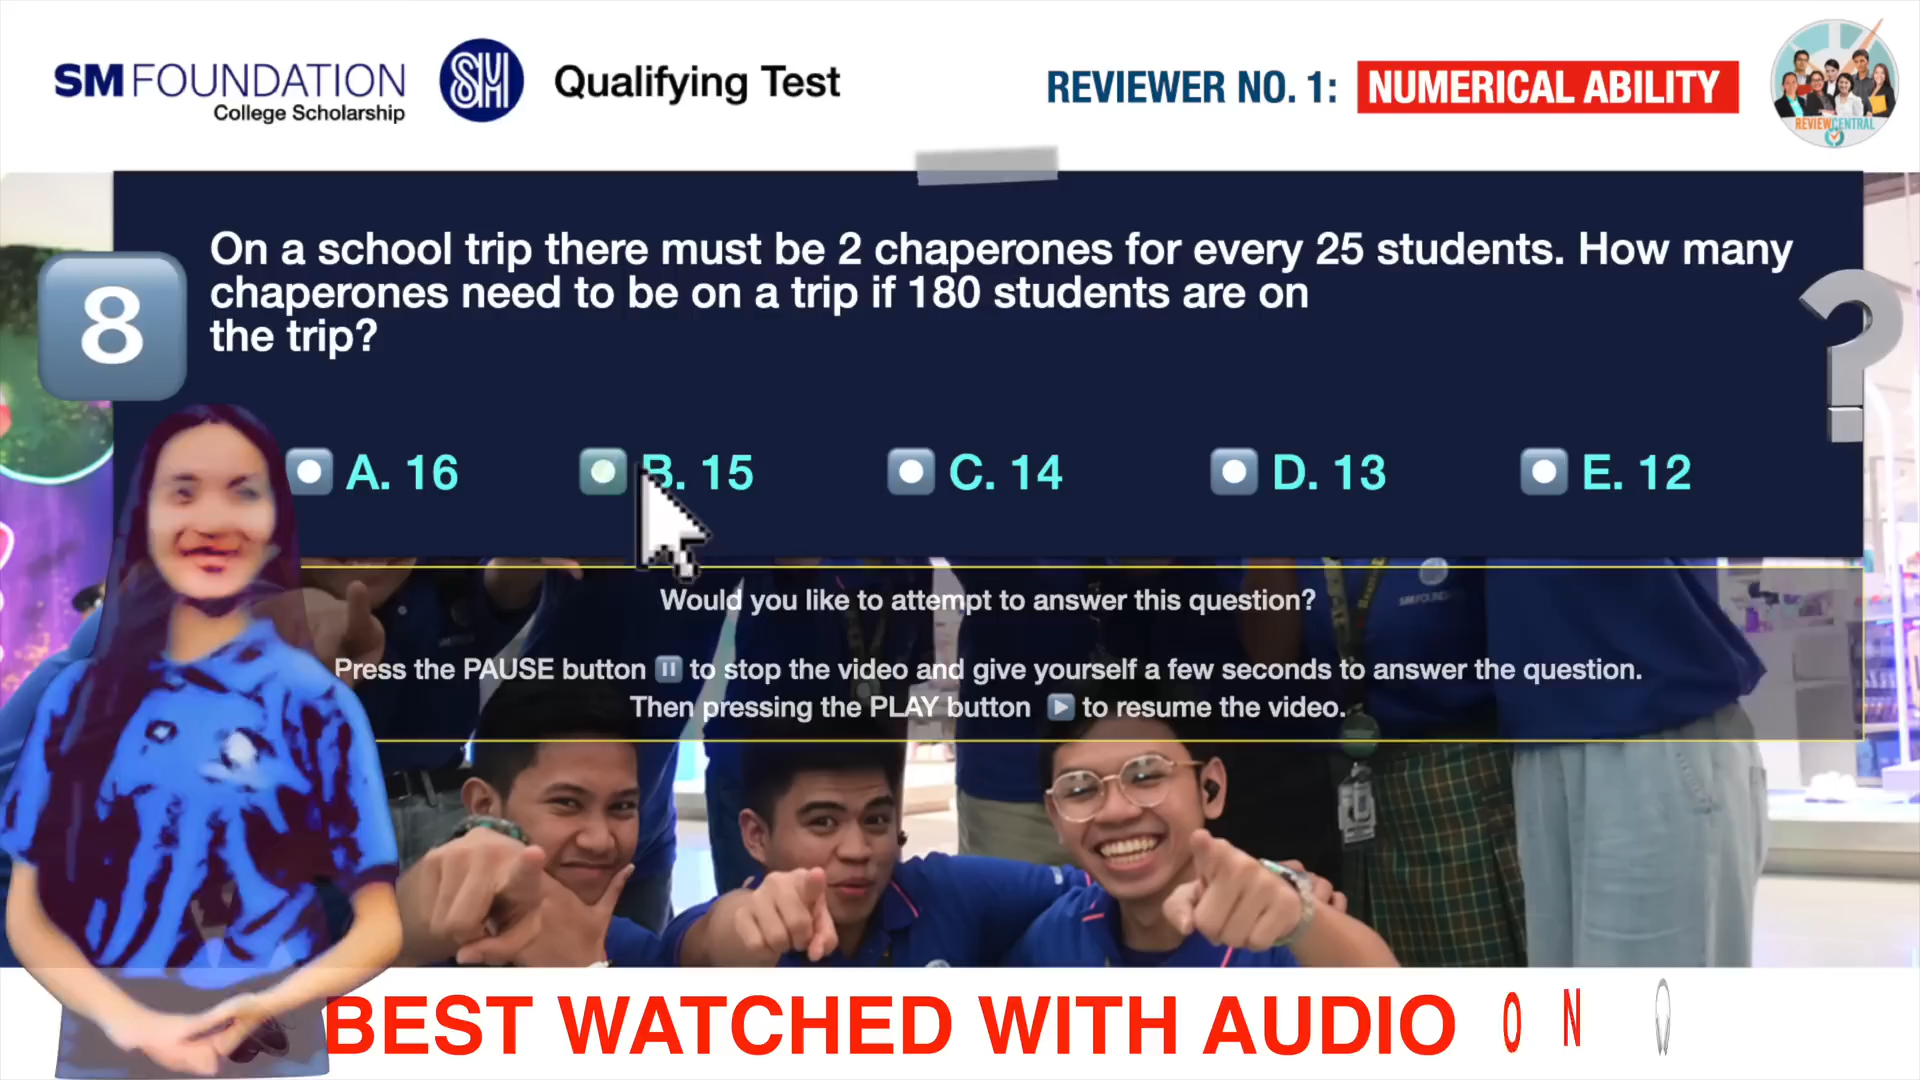 SM FOUNDATION
College Scholarship
SM
Qualifying Test
REVIEWER NO. 1: NUMERICAL ABILITY
REVIEW CENTRAL
8
On a school trip there must be 2 chaperones for every 25 students. How many
chaperones need to be on a trip if 180 students are on
the trip?
?
A. 16 B. 15 C. 14 D. 13 E. 12
Would you like to attempt to answer this question?
Press the PAUSE button to stop the video and give yourself a few seconds to answer the question.
Then pressing the PLAY button to resume the video.
BEST WATCHED WITH AUDIO ON